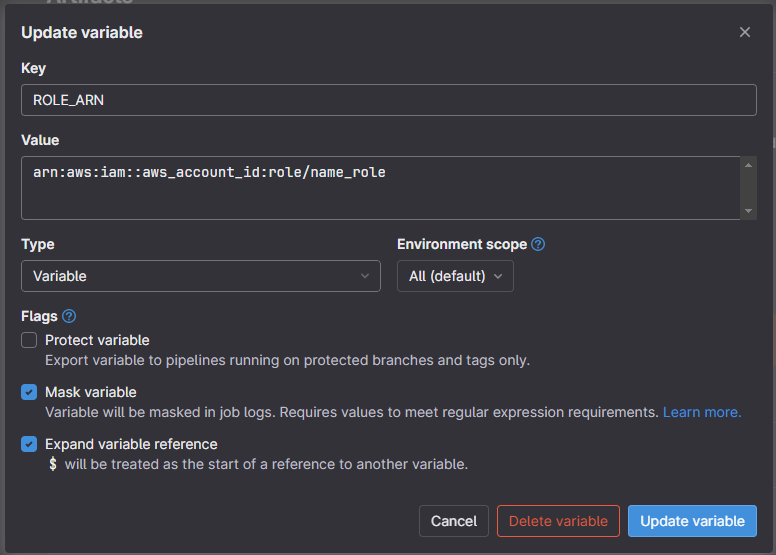 Artifacts
Update variable
Key
ROLE_ARN
Value
arn:aws:iam::aws_account_id:role/name_role
Type
Environment scope
Variable
All (default)
Flags
Protect variable
Export variable to pipelines running on protected branches and tags only.
Mask variable
Variable will be masked in job logs. Requires values to meet regular expression requirements. Learn more.
Expand variable reference
$ will be treated as the start of a reference to another variable.
Cancel
Delete variable
Update variable